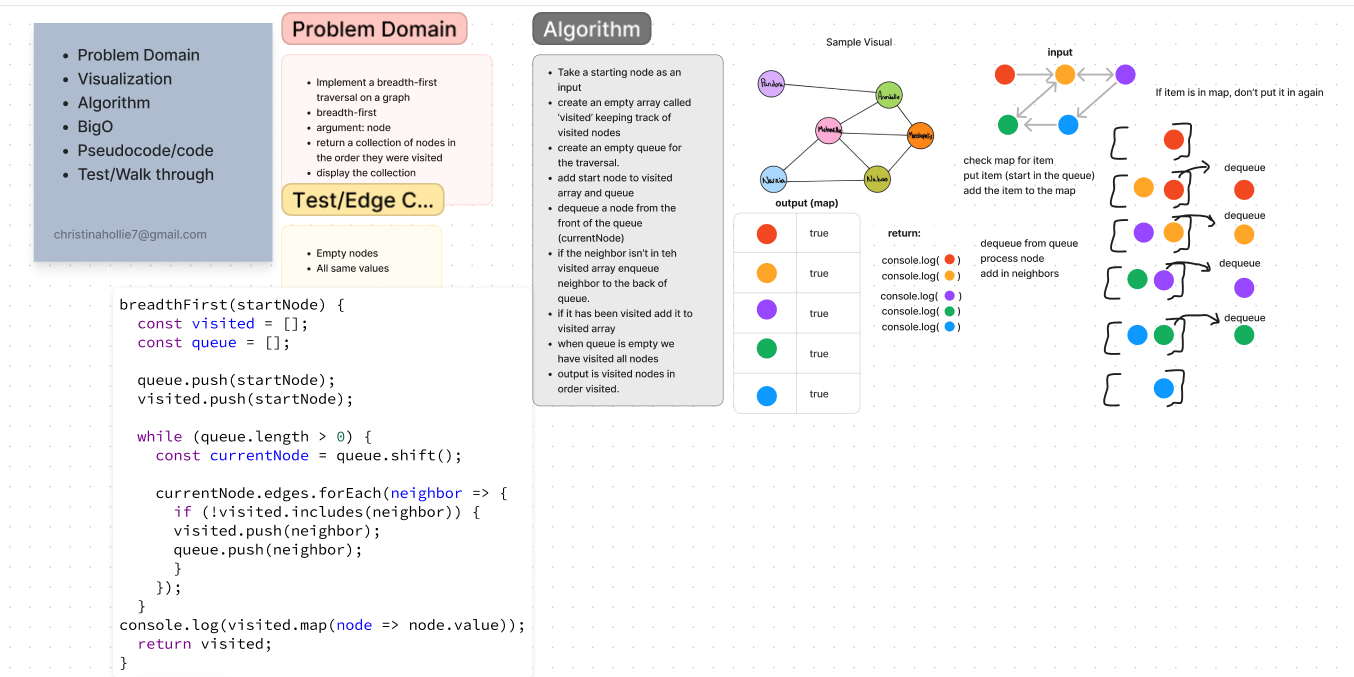 Problem Domain
Visualization
Algorithm
BigO
Pseudocode/code
Test/Walk through
christinahollie7@gmail.com
Problem Domain
Implement a breadth-first
traversal on a graph
breadth-first
argument: node
return a collection of nodes in
the order they were visited
display the collection
Test/Edge C...
Empty nodes
All same values
breadthFirst(startNode) {
const visited = [];
const queue = [];
queue.push(startNode);
visited.push(startNode);
while (queue.length > 0) {
const currentNode = queue.shift();
currentNode.edges.forEach(neighbor => {
if (!visited.includes(neighbor)) {
visited.push(neighbor);
queue.push(neighbor);
}
});
}
console.log(visited.map(node => node.value));
return visited;
}
Algorithm
Take a starting node as an
input
create an empty array called
'visited' keeping track of
visited nodes
create an empty queue for
the traversal.
add start node to visited
array and queue
dequeue a node from the
front of the queue
(currentNode)
if the neighbor isn't in teh
visited array enqueue
neighbor to the back of
queue.
if it has been visited add it to
visited array
when queue is empty we
have visited all nodes
output is visited nodes in
order visited.
Sample Visual
Pandora
Arendelle
Metroville
Monstropolis
Narnia
Naboo
output (map)
true
true
true
true
true
return:
console.log( )
console.log( )
console.log( )
console.log( )
console.log( )
input
If item is in map, don't put it in again
check map for item
put item (start in the queue)
add the item to the map
dequeue from queue
process node
add in neighbors
dequeue
dequeue
dequeue
dequeue